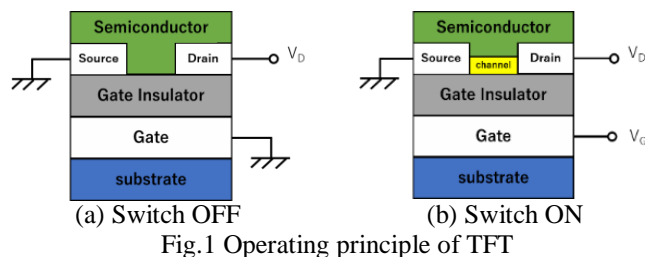 Semiconductor
Source
Drain
V_D
Gate Insulator
Gate
substrate
(a) Switch OFF
Semiconductor
Source
channel
Drain
V_D
Gate Insulator
Gate
V_G
substrate
(b) Switch ON
Fig.1 Operating principle of TFT